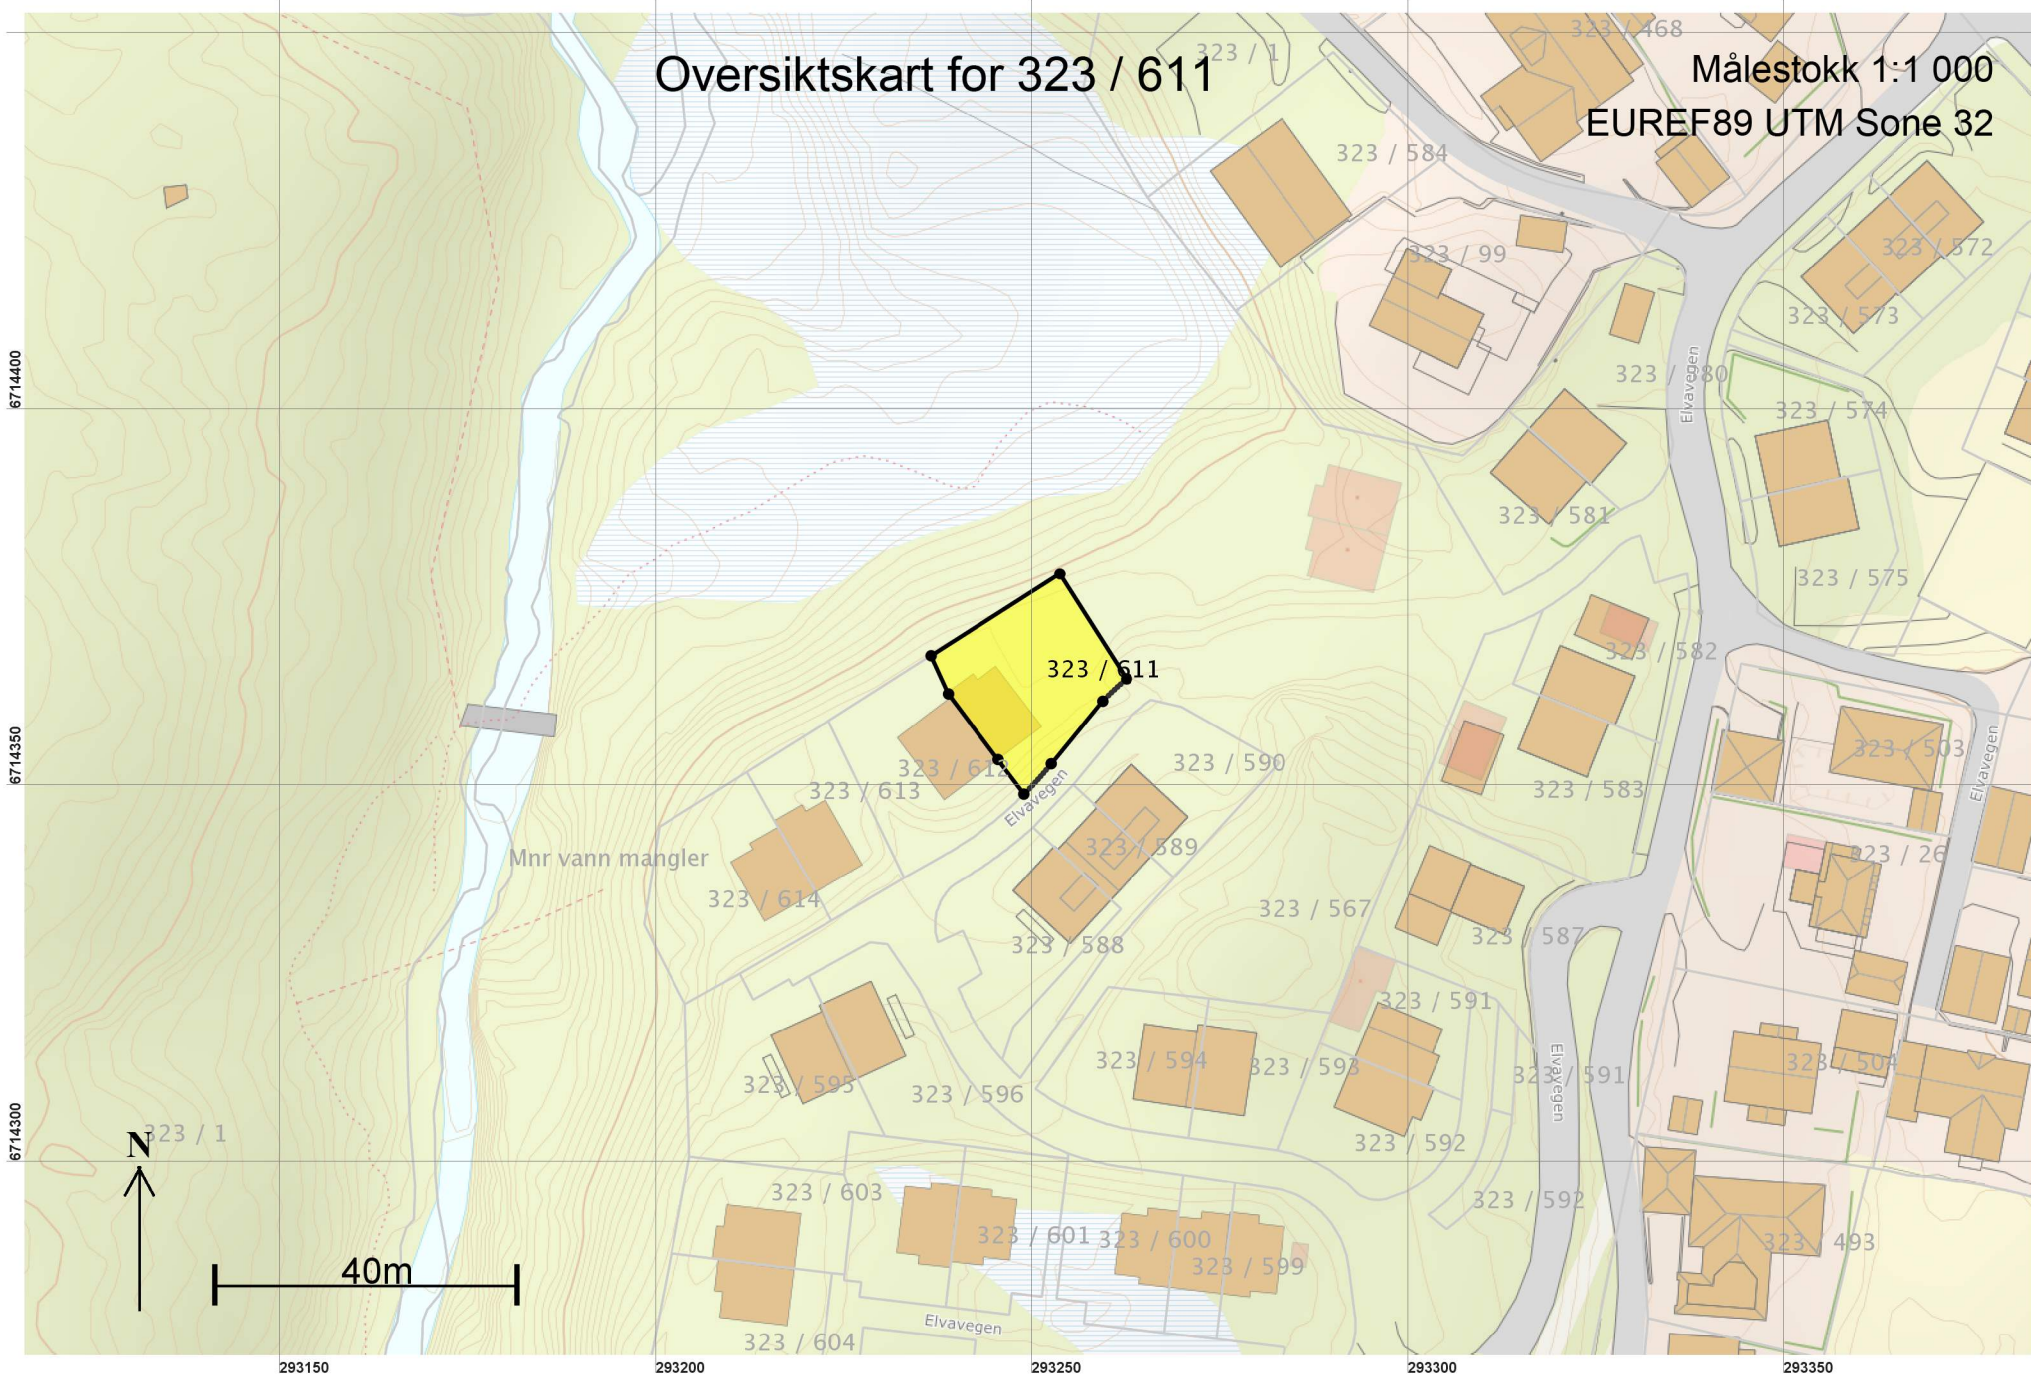 323 / 468
323 / 1
Oversiktskart for 323 / 611
Målestokk 1:1 000
EUREF89 UTM Sone 32
323 / 584
323 / 99
323 / 572
323 / 573
6714400
Elvavegen
323 / 574
323 / 581
323 / 575
323 / 582
323 / 611
6714350
323 / 503
323 / 590
Elvavegen
323 / 612
323 / 613
323 / 583
Elvavegen
323 / 589
323 / 26
Mnr vann mangler
323 / 614
323 / 567
323 / 587
323 / 588
323 / 591
323 / 594
323 / 593
323 / 504
323 / 591
Elvavegen
323 / 595
323 / 596
6714300
323 / 1
N
323 / 592
323 / 603
323 / 592
323 / 601
323 / 600
323 / 493
323 / 599
40m
Elvavegen
323 / 604
293150
293200
293250
293300
293350